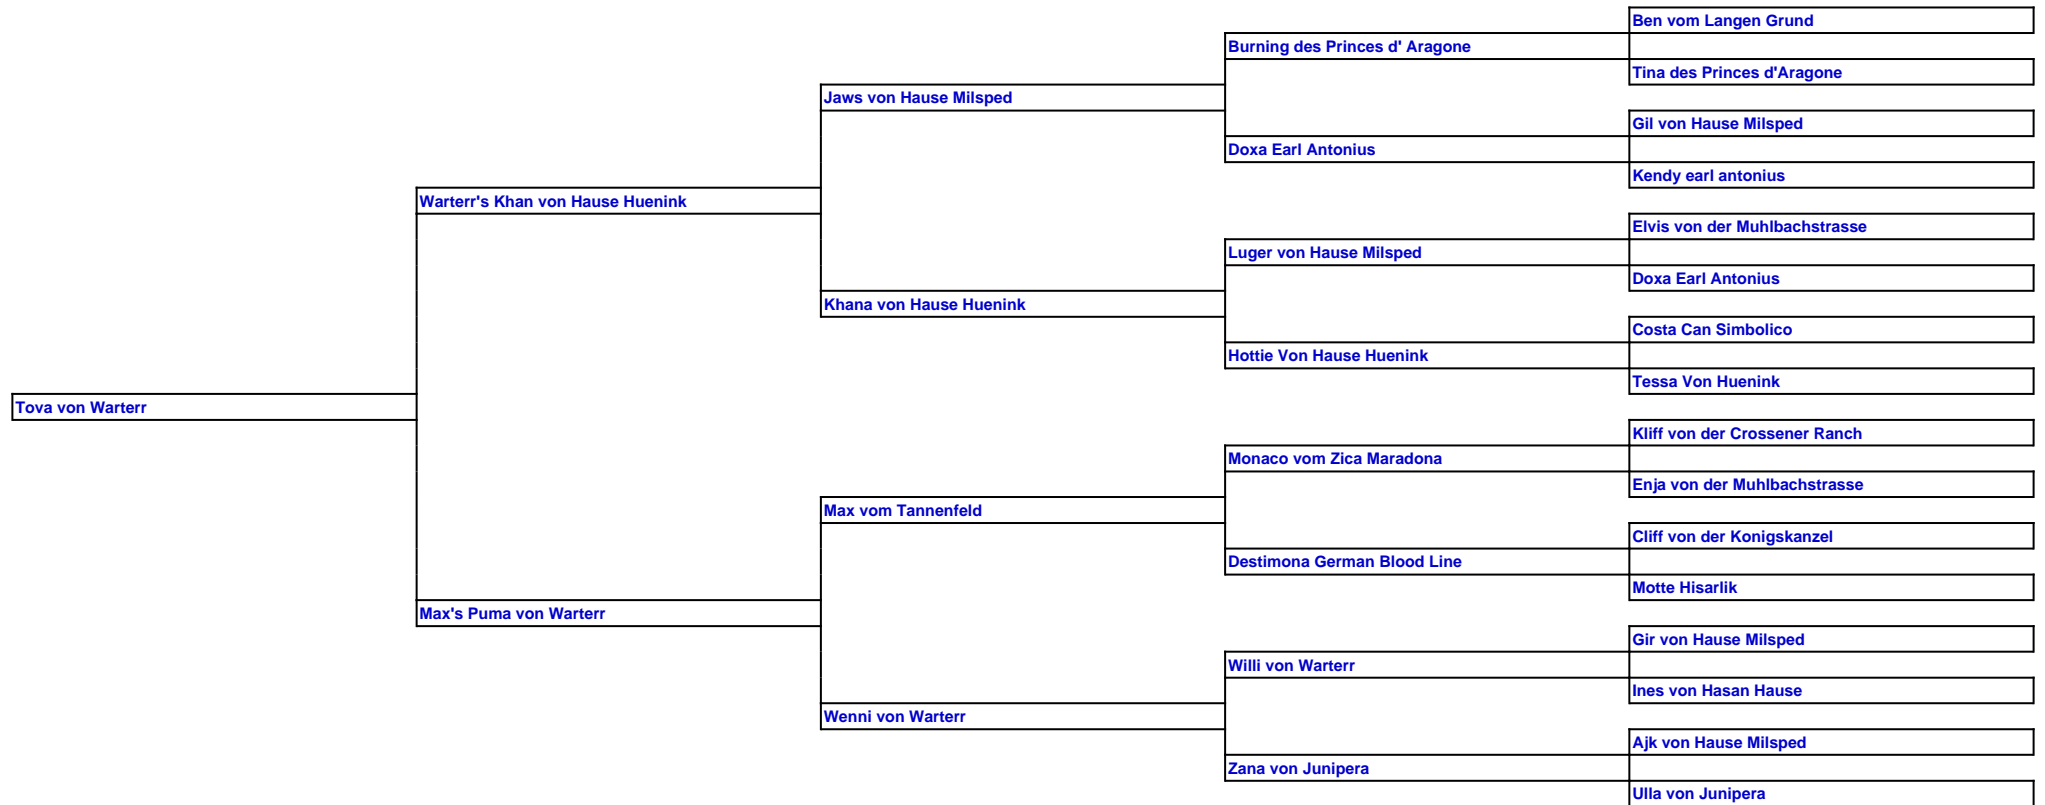 Ben vom Langen Grund
Burning des Princes d' Aragone
Tina des Princes d'Aragone
Jaws von Hause Milsped
Gil von Hause Milsped
Doxa Earl Antonius
Kendy earl antonius
Warterr's Khan von Hause Huenink
Elvis von der Muhlbachstrasse
Luger von Hause Milsped
Doxa Earl Antonius
Khana von Hause Huenink
Costa Can Simbolico
Hottie Von Hause Huenink
Tessa Von Huenink
Tova von Warterr
Kliff von der Crossener Ranch
Monaco vom Zica Maradona
Enja von der Muhlbachstrasse
Max vom Tannenfeld
Cliff von der Konigskanzel
Destimona German Blood Line
Motte Hisarlik
Max's Puma von Warterr
Gir von Hause Milsped
Willi von Warterr
Ines von Hasan Hause
Wenni von Warterr
Ajk von Hause Milsped
Zana von Junipera
Ulla von Junipera